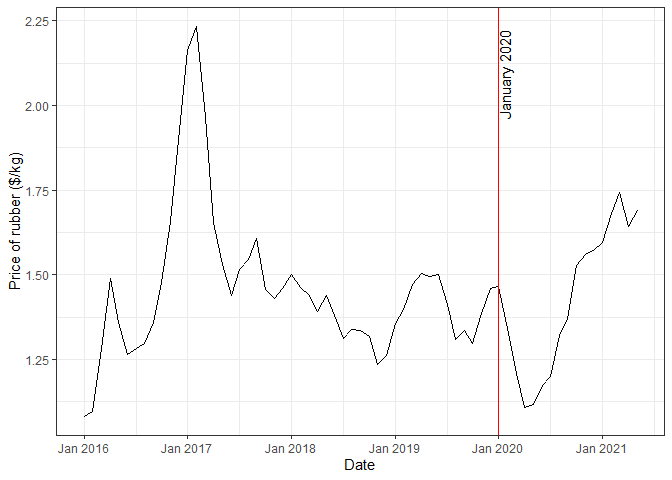 2.25
2.00
1.75
1.50
1.25
Price of rubber ($/kg)
January 2020
Jan 2016
Jan 2017
Jan 2018
Jan 2019
Jan 2020
Jan 2021
Date